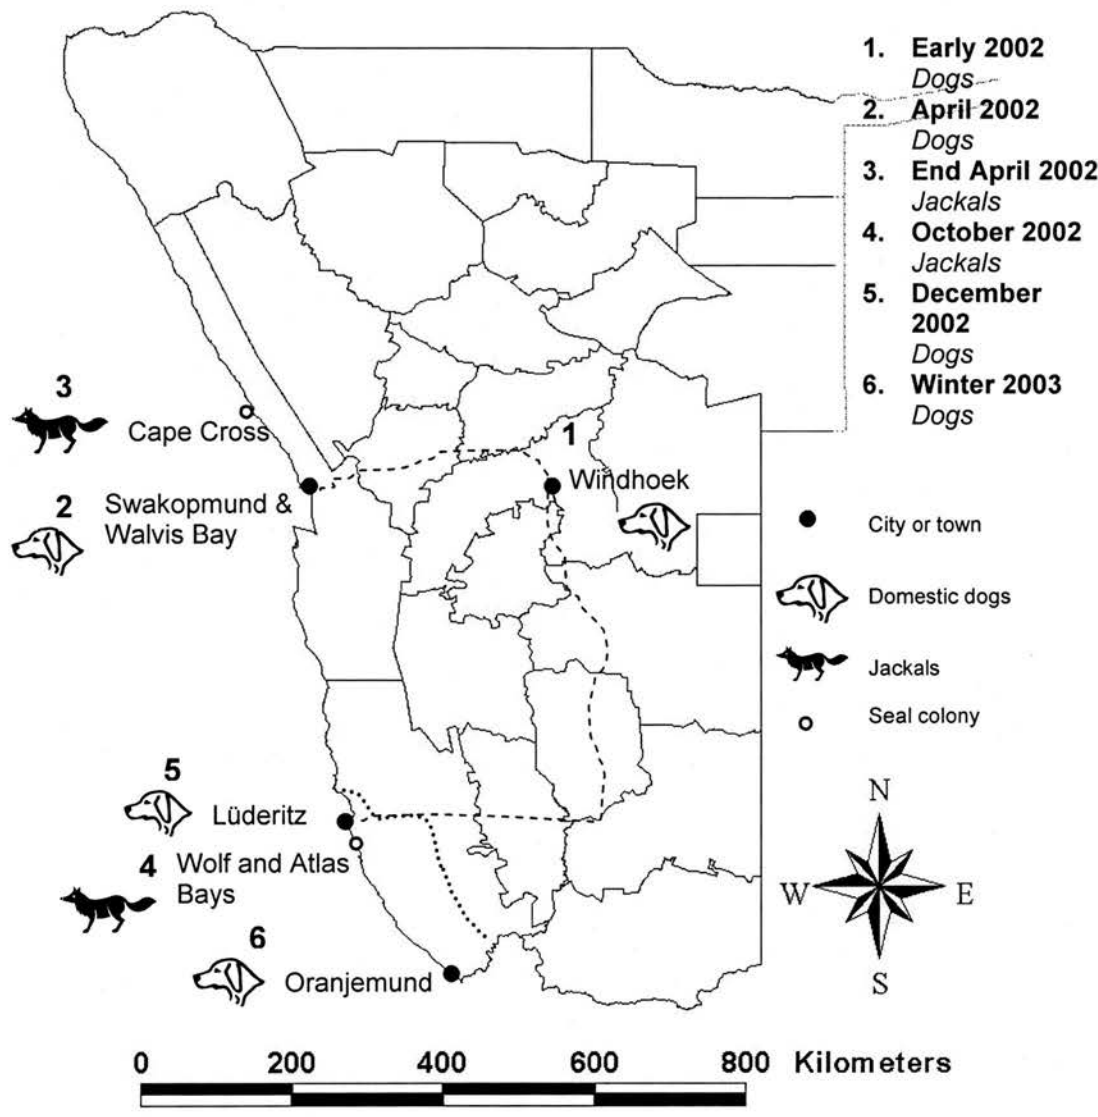 1. Early 2002
Dogs
2. April 2002
Dogs
3. End April 2002
Jackals
4. October 2002
Jackals
5. December
2002
Dogs
6. Winter 2003
Dogs
3
Cape Cross
1
Windhoek
2
Swakopmund &
Walvis Bay
City or town
Domestic dogs
Jackals
Seal colony
5
Lüderitz
4
Wolf and Atlas
Bays
6
Oranjemund
N
W
E
S
0 200 400 600 800 Kilometers